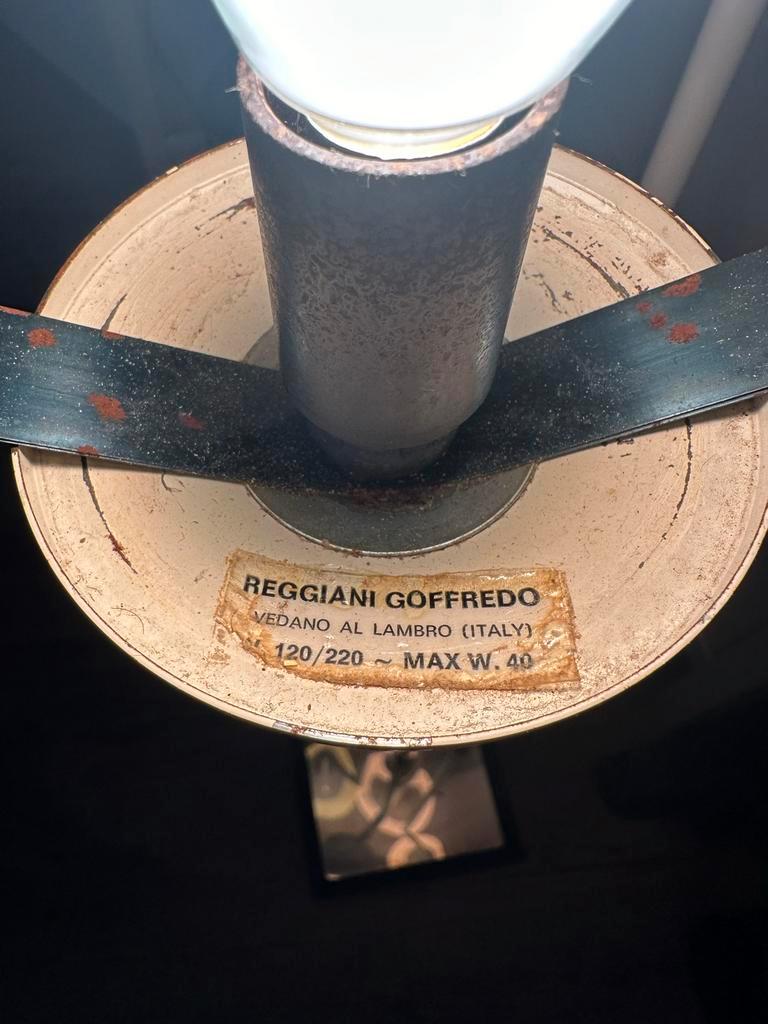 REGGIANI GOFFREDO
VEDANO AL LAMBRO (ITALY)
120/220 ~ MAX W. 40